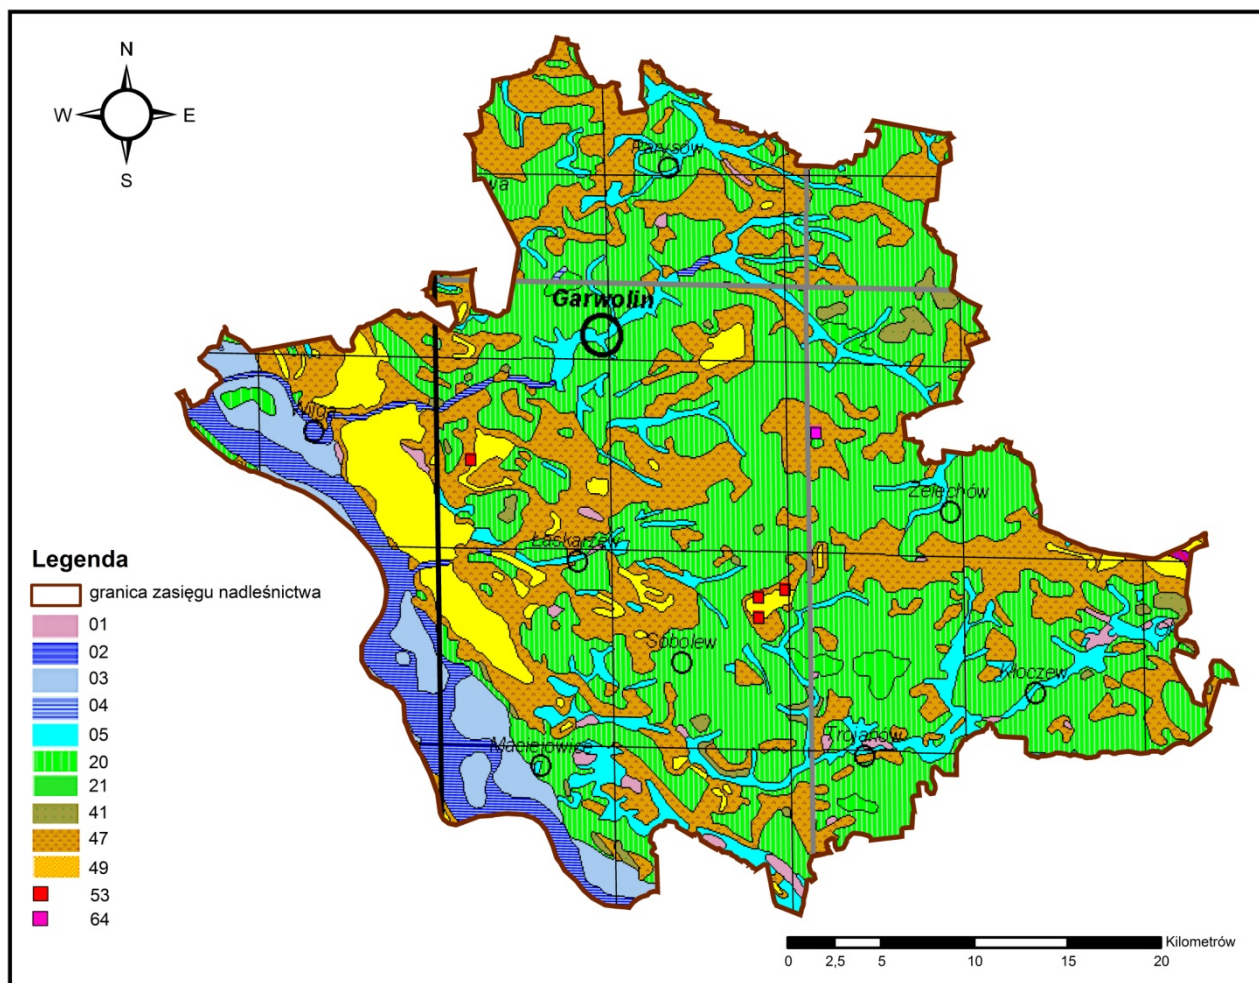 N
W
E
S
Parysów
wa
Garwolin
Wilga
Żelechów
Łaskarzew
Sobolew
Kłoczew
Trojanów
Maciejowice
Legenda
granica zasięgu nadleśnictwa
01
02
03
04
05
20
21
41
47
49
53
64
Kilometrów
0 2,5 5 10 15 20